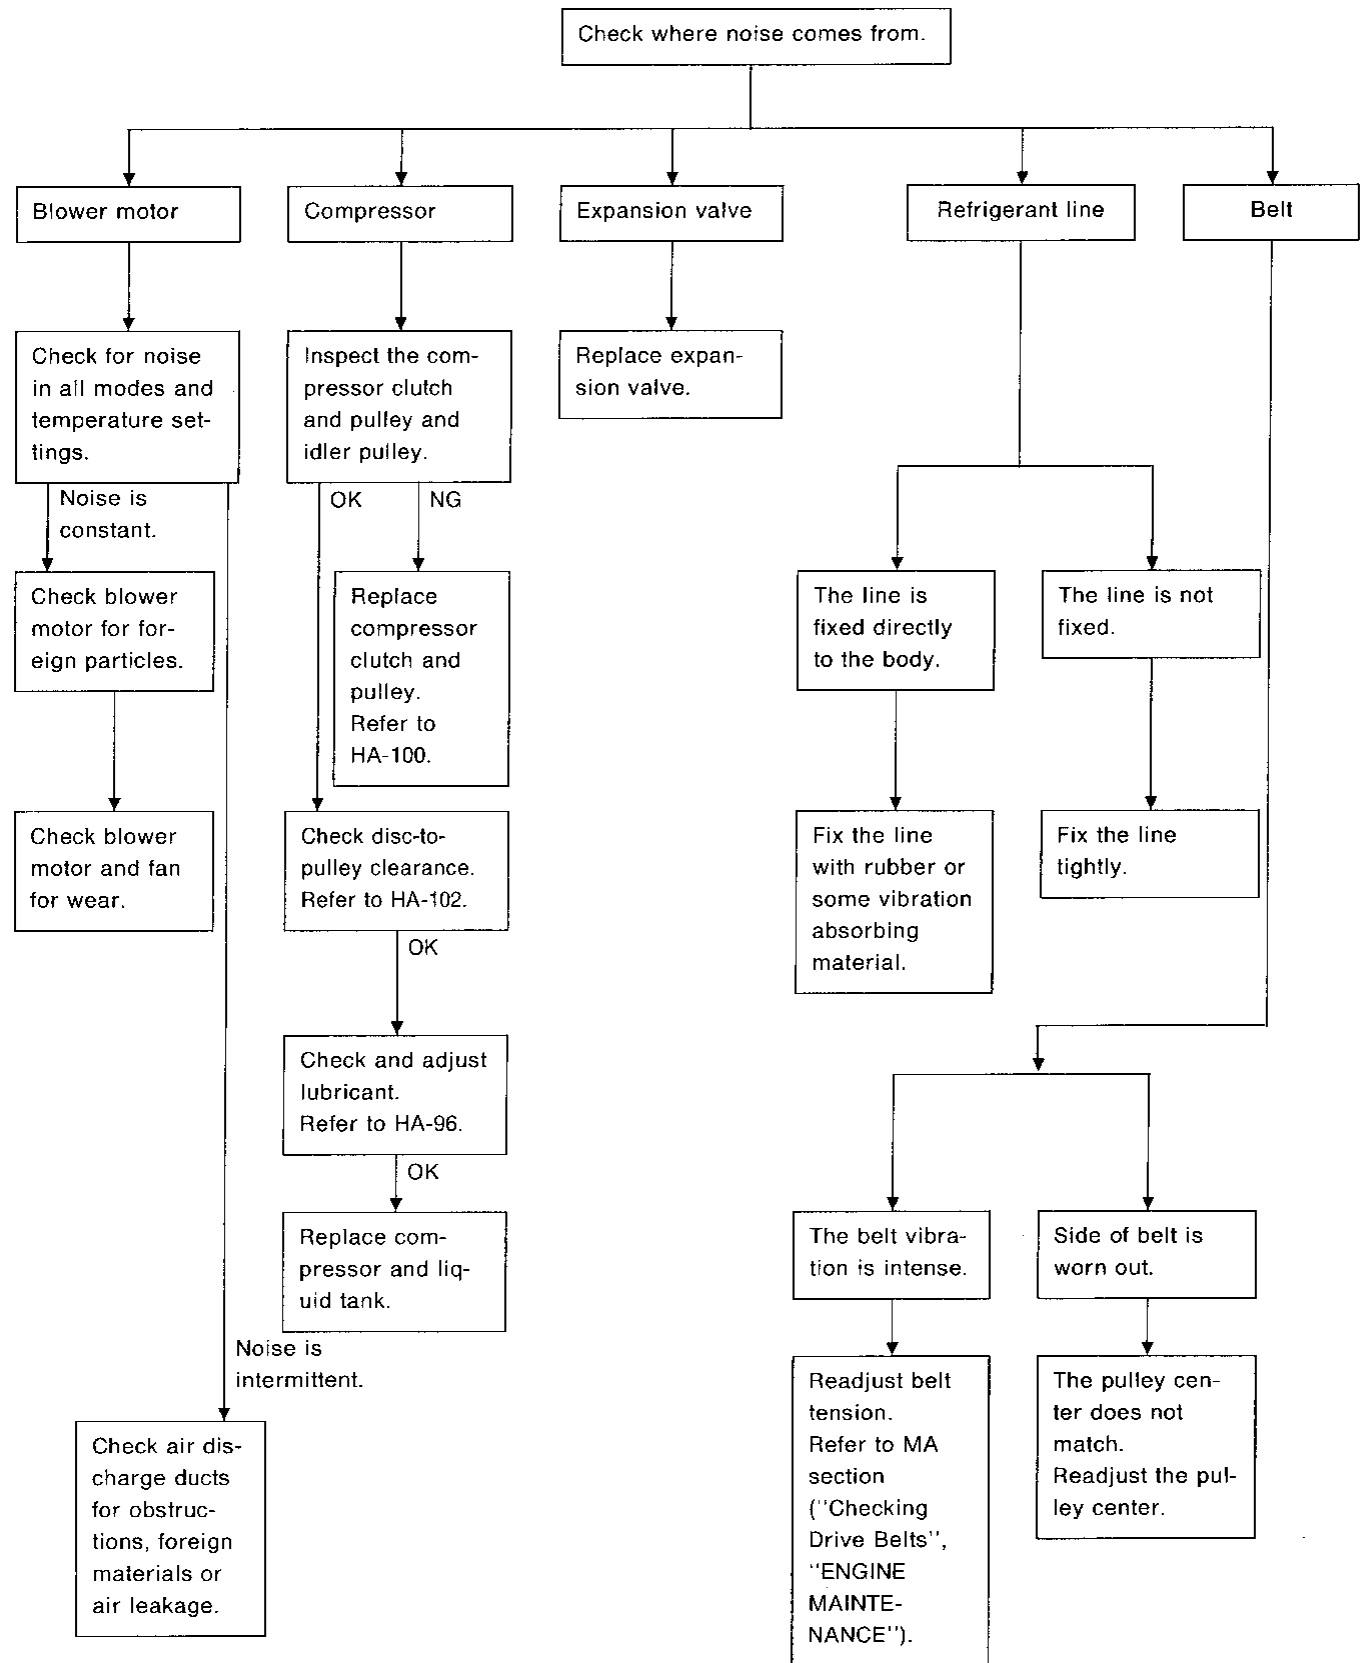 Check where noise comes from.
Blower motor
Compressor
Expansion valve
Refrigerant line
Belt
Check for noise
in all modes and
temperature set-
tings.
Inspect the com-
pressor clutch
and pulley and
idler pulley.
Replace expan-
sion valve.
Noise is
constant.
OK
NG
Check blower
motor for for-
eign particles.
Replace
compressor
clutch and
pulley.
Refer to
HA-100.
The line is
fixed directly
to the body.
The line is not
fixed.
Check blower
motor and fan
for wear.
Check disc-to-
pulley clearance.
Refer to HA-102.
Fix the line
with rubber or
some vibration
absorbing
material.
Fix the line
tightly.
OK
Check and adjust
lubricant.
Refer to HA-96.
OK
Replace com-
pressor and liq-
uid tank.
The belt vibra-
tion is intense.
Side of belt is
worn out.
Noise is
intermittent.
Check air dis-
charge ducts
for obstruc-
tions, foreign
materials or
air leakage.
Readjust belt
tension.
Refer to MA
section
(''Checking
Drive Belts'',
''ENGINE
MAINTE-
NANCE'').
The pulley cen-
ter does not
match.
Readjust the pul-
ley center.